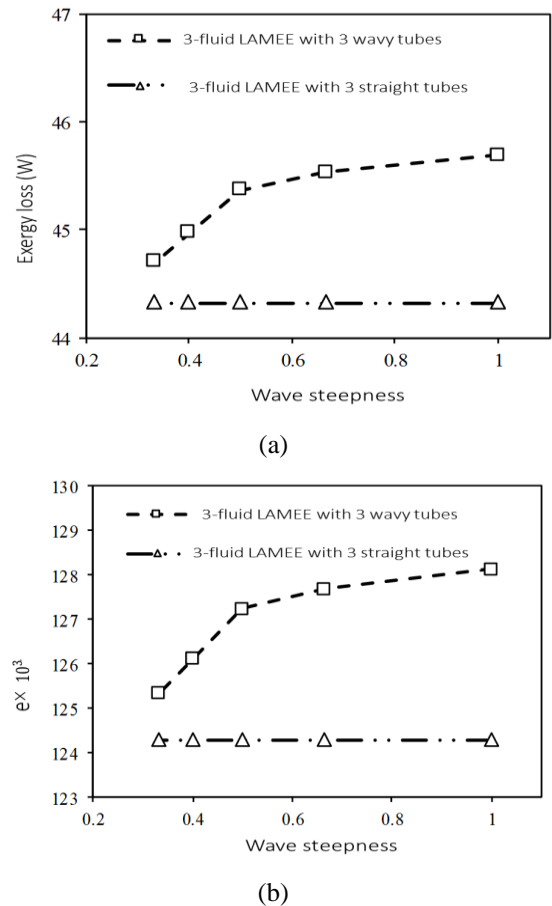 47
46
45
44
Exergy loss (W)
3-fluid LAMEE with 3 wavy tubes
3-fluid LAMEE with 3 straight tubes
0.2 0.4 0.6 0.8 1
Wave steepness
(a)
130
129
128
127
126
125
124
123
e× 10³
3-fluid LAMEE with 3 wavy tubes
3-fluid LAMEE with 3 straight tubes
0.2 0.4 0.6 0.8 1
Wave steepness
(b)